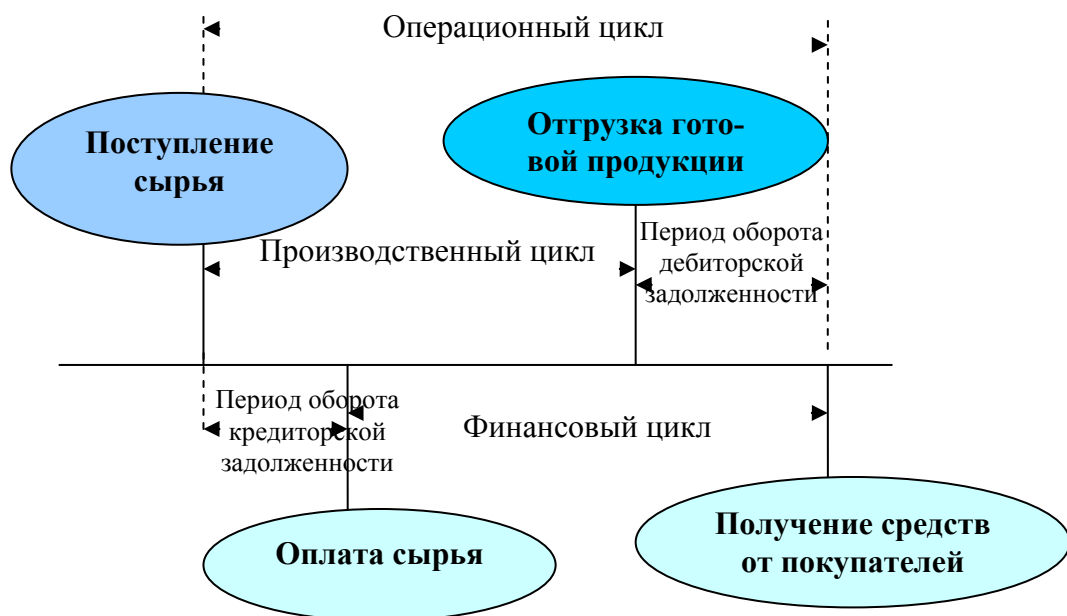 Операционный цикл
Поступление
сырья
Отгрузка гото-
вой продукции
Производственный цикл
Период оборота
дебиторской
задолженности
Период оборота
кредиторской
задолженности
Финансовый цикл
Оплата сырья
Получение средств
от покупателей